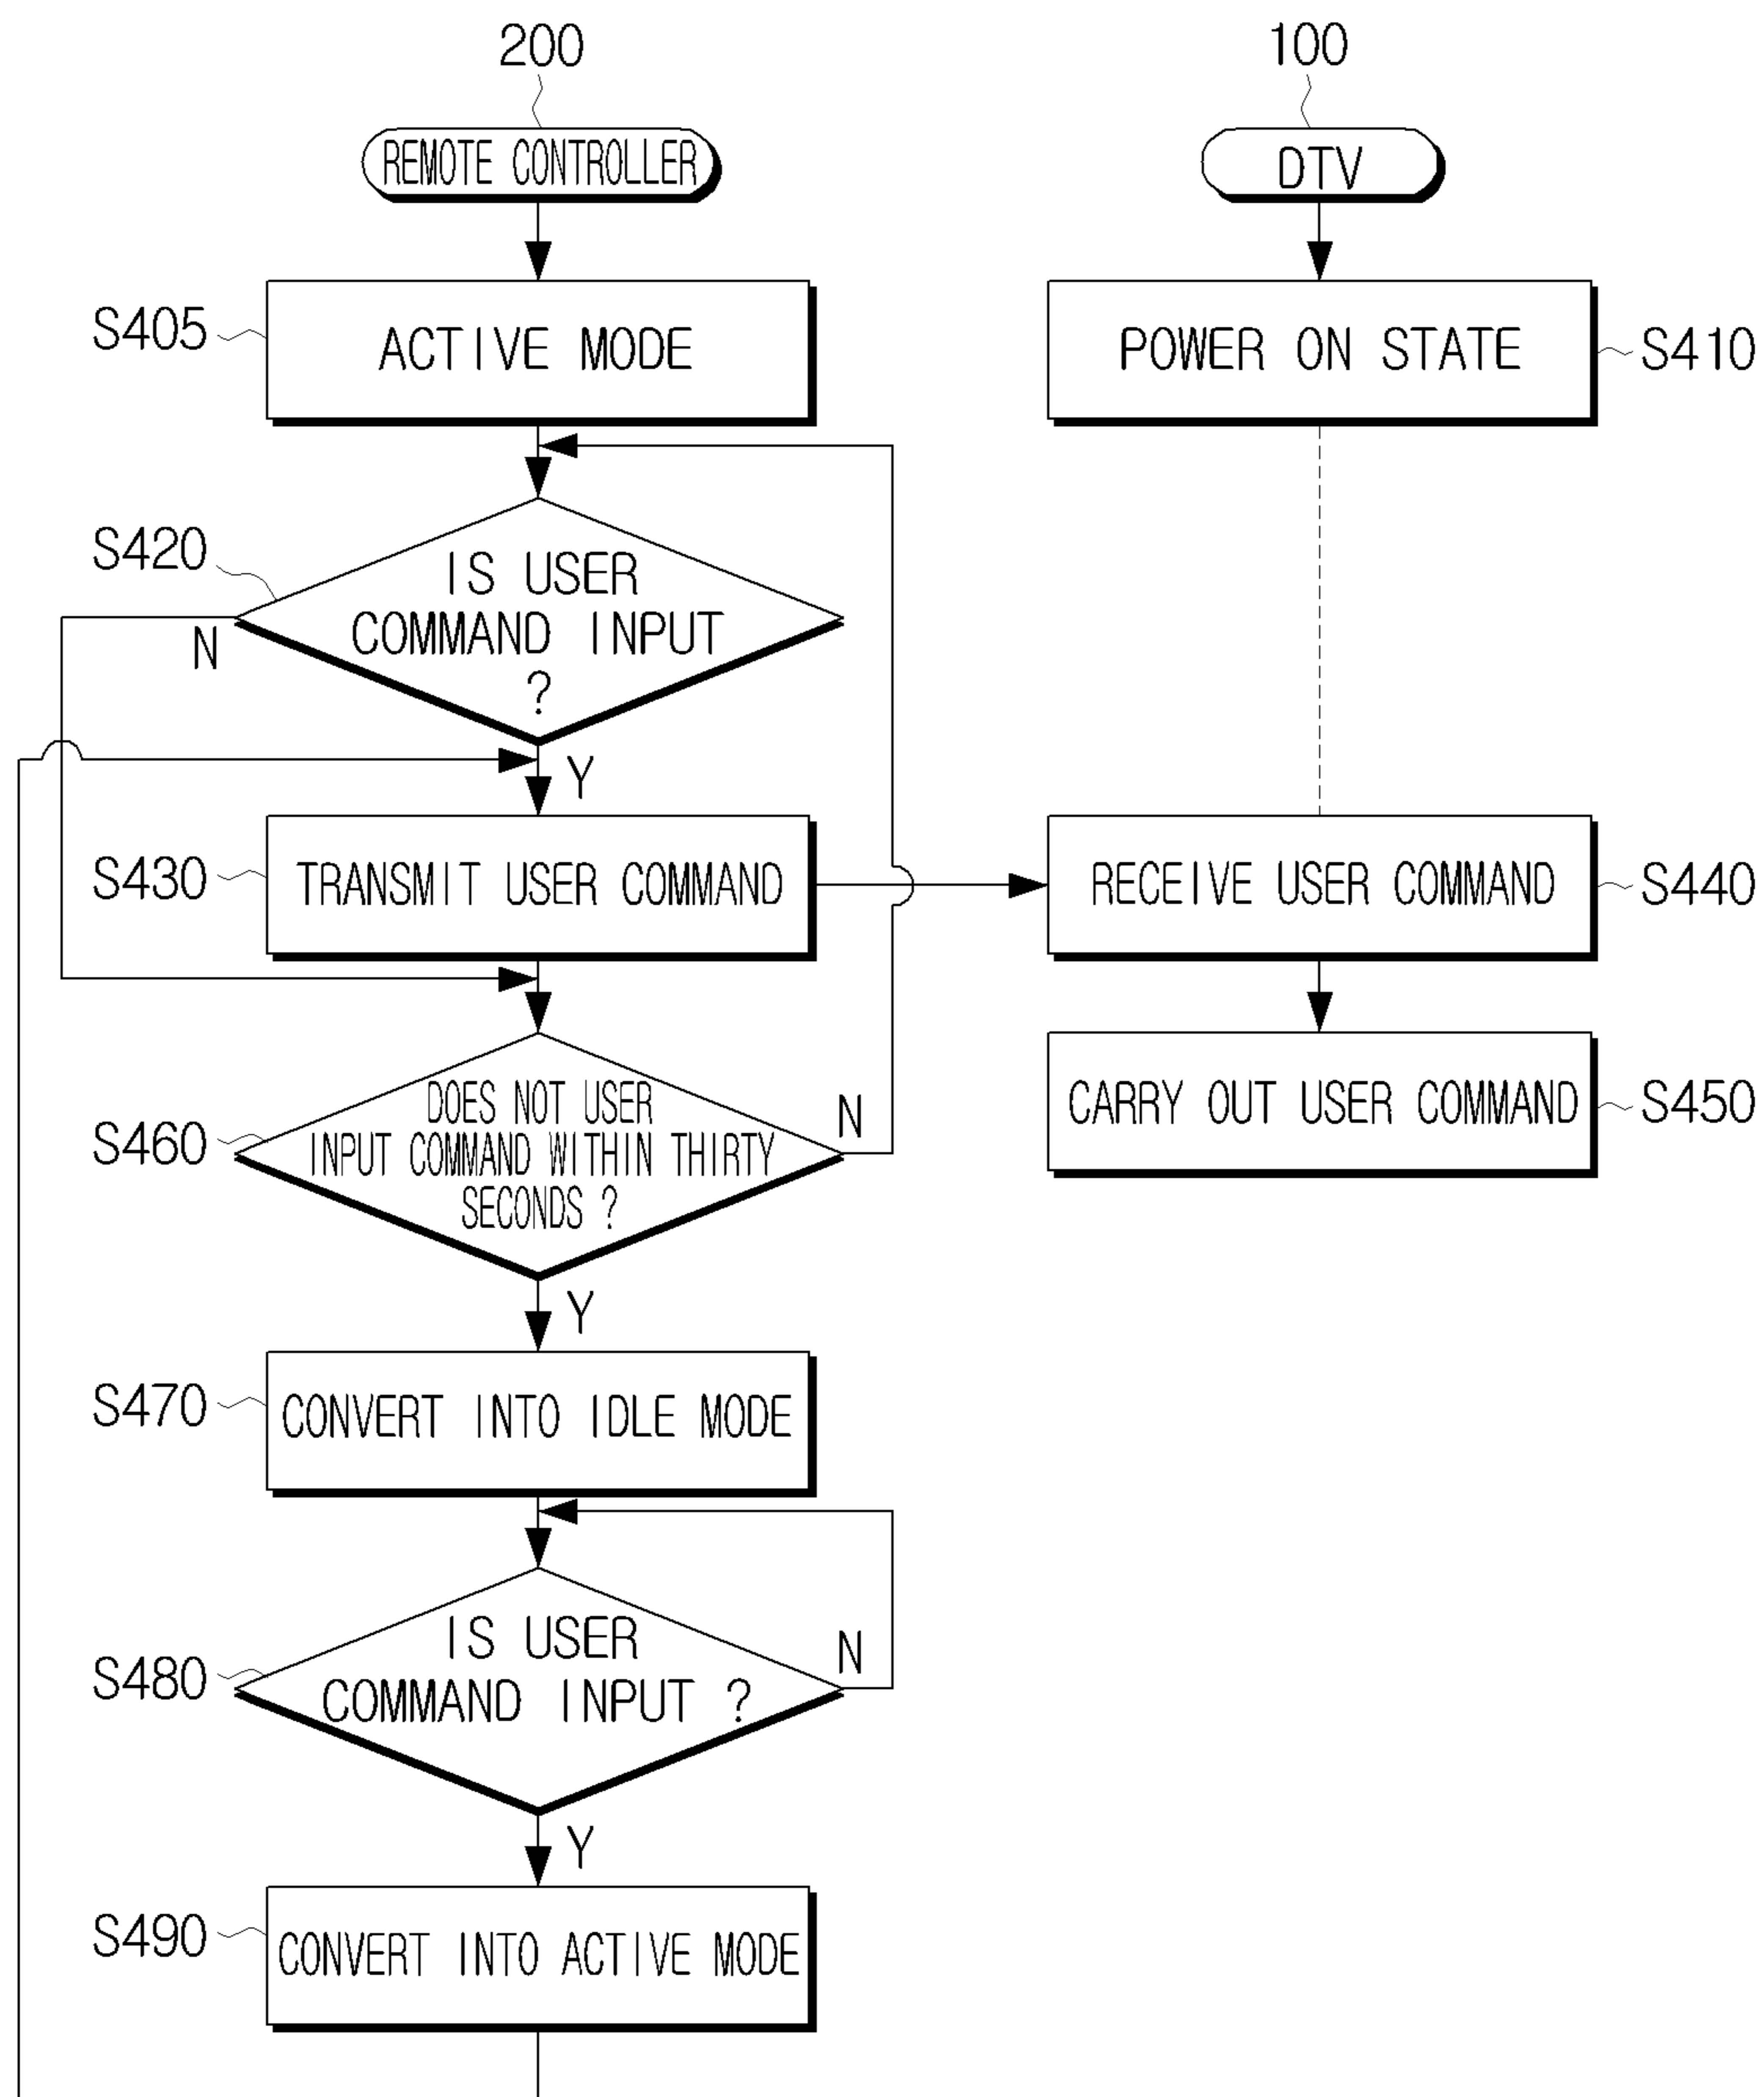 200
100
REMOTE CONTROLLER
DTV
S405
ACTIVE MODE
POWER ON STATE
S410
S420
IS USER
COMMAND INPUT
?
N
Y
S430
TRANSMIT USER COMMAND
RECEIVE USER COMMAND
S440
S460
DOES NOT USER
INPUT COMMAND WITHIN THIRTY
SECONDS ?
N
CARRY OUT USER COMMAND
S450
Y
S470
CONVERT INTO IDLE MODE
S480
IS USER
COMMAND INPUT ?
N
Y
S490
CONVERT INTO ACTIVE MODE